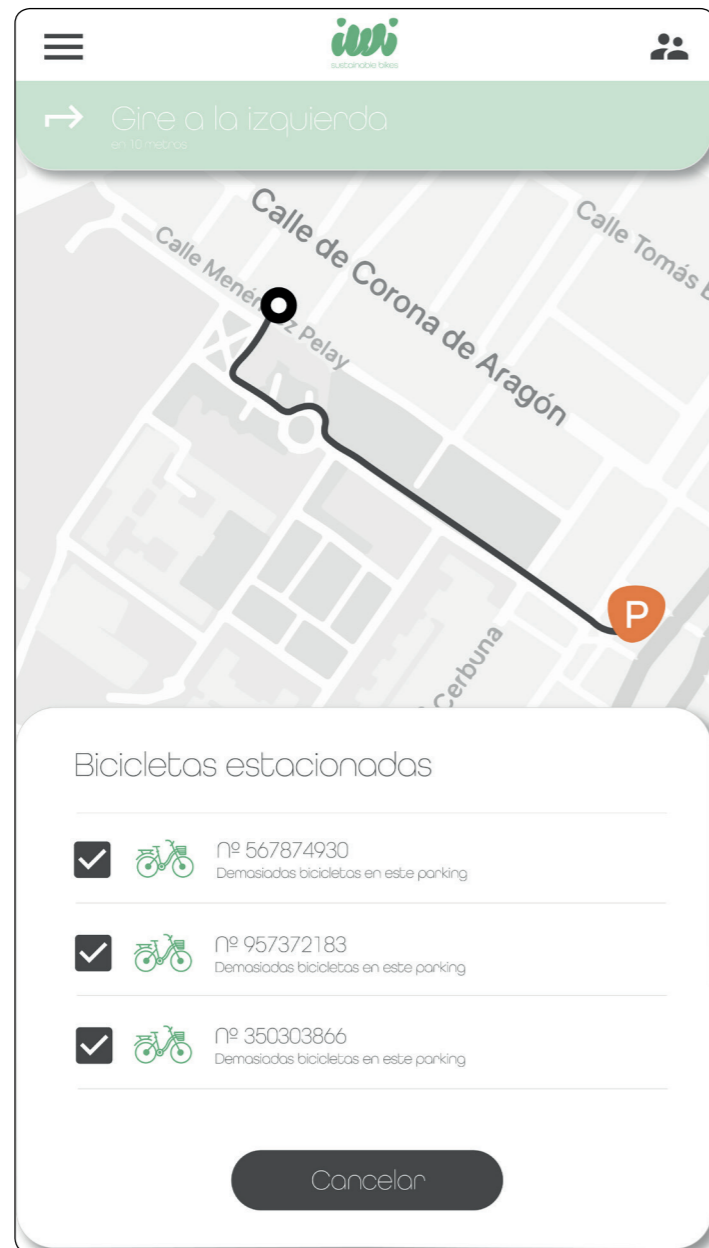 iwi
sustainable bikes
Gire a la izquierda
en 10 metros
Calle de Corona de Aragón
Calle Tomás B
Calle Menén
z Pelay
P
Cerbuna
Bicicletas estacionadas
Nº 567874930
Demasiadas bicicletas en este parking
Nº 957372183
Demasiadas bicicletas en este parking
Nº 350303866
Demasiadas bicicletas en este parking
Cancelar